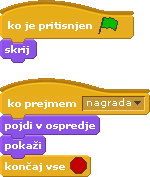 ko je pritisnjen
skrij
ko prejmem nagrada
pojdi v ospredje
pokaži
končaj vse